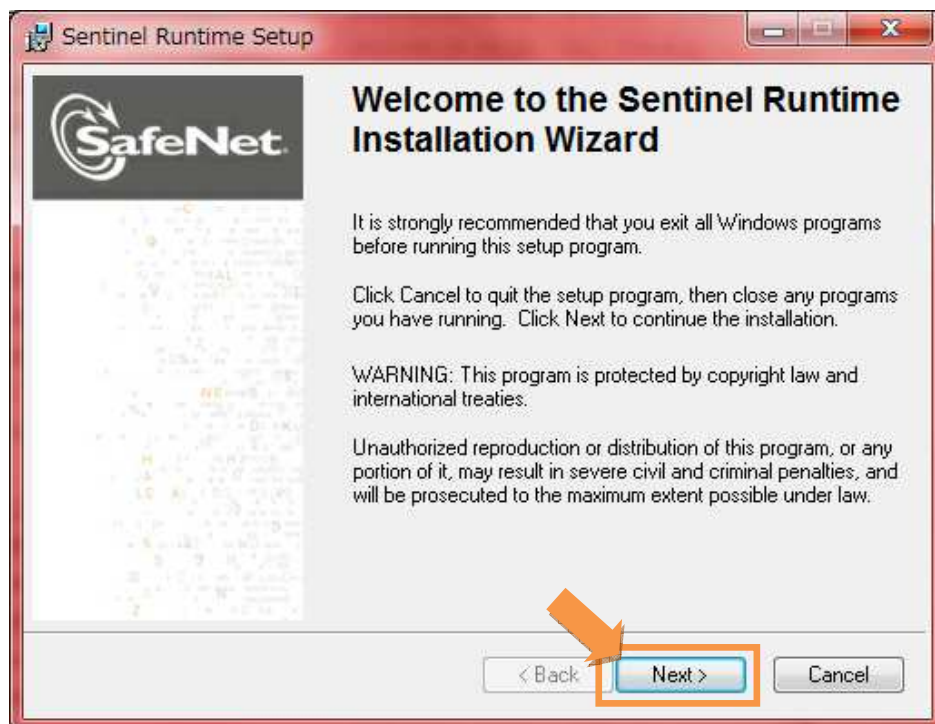 Sentinel Runtime Setup
SafeNet.
Welcome to the Sentinel Runtime
Installation Wizard
It is strongly recommended that you exit all Windows programs
before running this setup program.
Click Cancel to quit the setup program, then close any programs
you have running.  Click Next to continue the installation.
WARNING: This program is protected by copyright law and
international treaties.
Unauthorized reproduction or distribution of this program, or any
portion of it, may result in severe civil and criminal penalties, and
will be prosecuted to the maximum extent possible under law.
< Back
Next >
Cancel